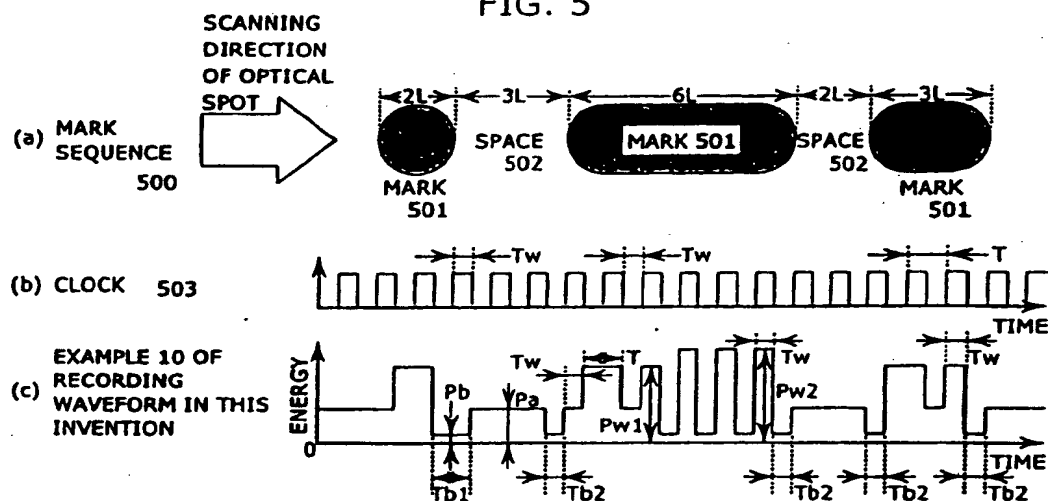 FIG. 5
SCANNING
DIRECTION
OF OPTICAL
SPOT
(a) MARK
SEQUENCE
500
2L 3L 6L 2L 3L
SPACE
502
MARK 501
SPACE
502
MARK
501
MARK
501
(b) CLOCK 503
Tw Tw T
TIME
(c) EXAMPLE 10 OF
RECORDING
WAVEFORM IN THIS
INVENTION
ENERGY
0
Pb Pa Tw T Pw1 Pw2 Tw Tw
TIME
Tb1 Tb2 Tb2 Tb2 Tb2